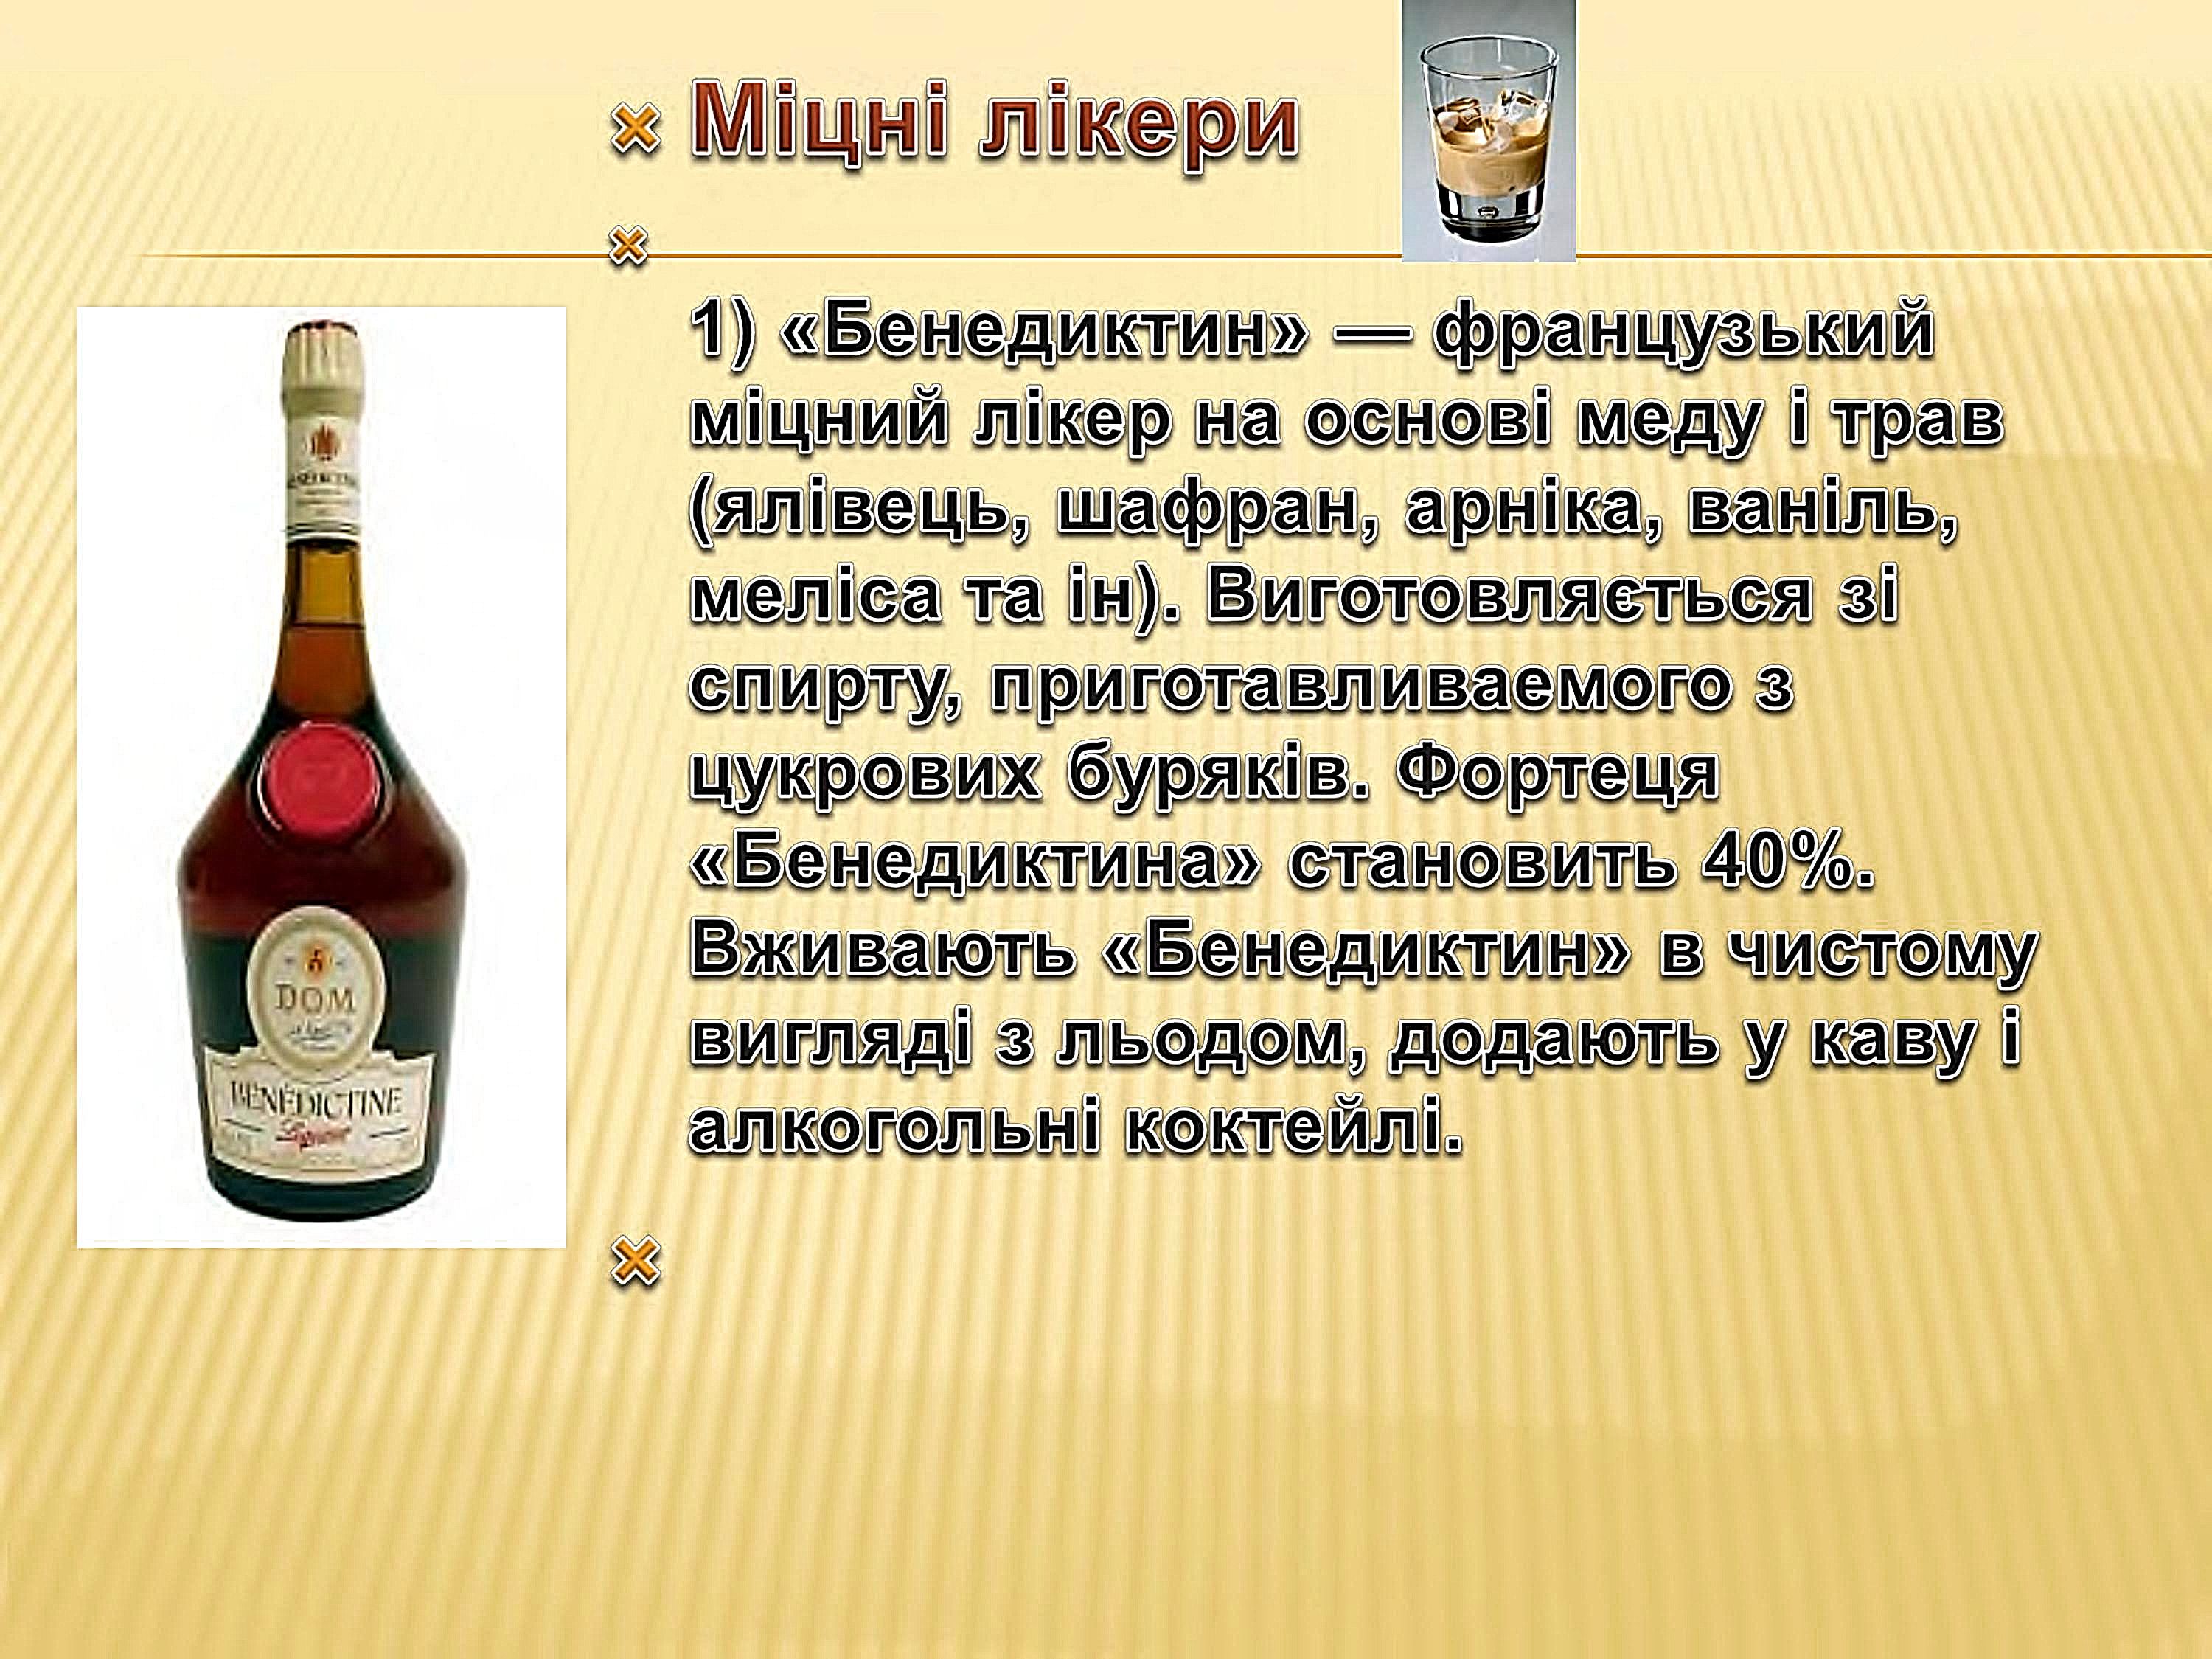 Міцні лікери
1) «Бенедиктин» — французький
міцний лікер на основі меду і трав
(ялівець, шафран, арніка, ваніль,
меліса та ін). Виготовляється зі
спирту, приготавливаемого з
цукрових буряків. Фортеця
«Бенедиктина» становить 40%.
Вживають «Бенедиктин» в чистому
вигляді з льодом, додають у каву і
алкогольні коктейлі.
DOM
BÉNÉDICTINE
Liqueur